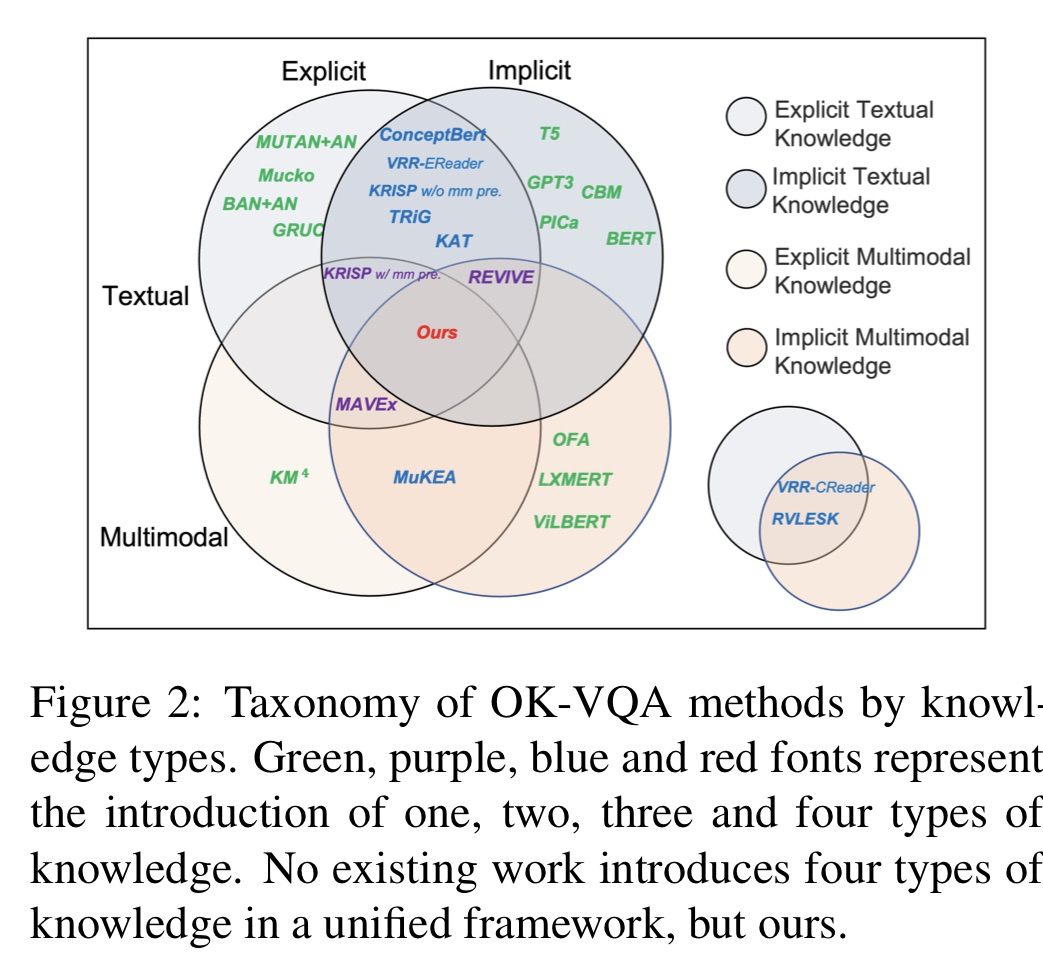 Explicit
Implicit
MUTAN+AN
ConceptBert
T5
VRR-EReader
Mucko
GPT3
CBM
KRISP w/o mm pre.
BAN+AN
TRiG
PICa
GRUC
KAT
BERT
KRISP w/ mm pre.
REVIVE
Textual
Ours
MAVEx
OFA
KM⁴
MuKEA
LXMERT
ViLBERT
Multimodal
Explicit Textual
Knowledge
Implicit Textual
Knowledge
Explicit Multimodal
Knowledge
Implicit Multimodal
Knowledge
VRR-CReader
RVLESK
Figure 2: Taxonomy of OK-VQA methods by knowl-
edge types. Green, purple, blue and red fonts represent
the introduction of one, two, three and four types of
knowledge. No existing work introduces four types of
knowledge in a unified framework, but ours.